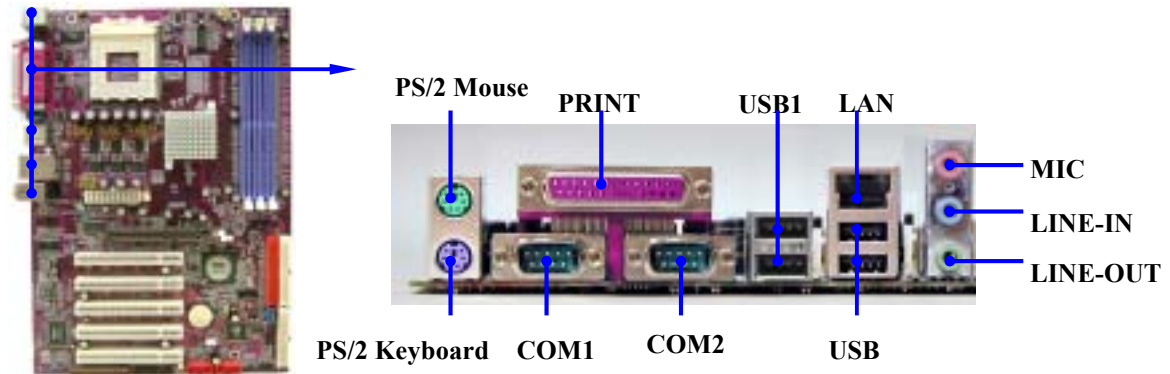 PS/2 Mouse
PRINT
USB1
LAN
MIC
LINE-IN
LINE-OUT
PS/2 Keyboard
COM1
COM2
USB